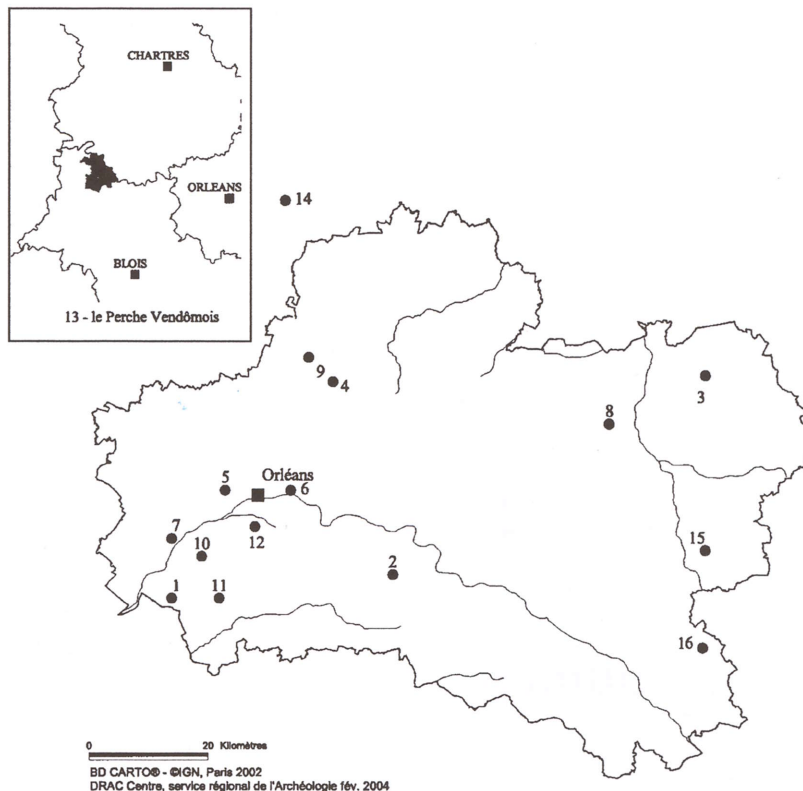 CHARTRES
ORLEANS
BLOIS
13 - le Perche Vendômois
14
9
4
3
8
5
Orléans
6
7
12
10
15
2
1
11
16
0 20 Kilomètres
BD CARTO® - ©IGN, Paris 2002
DRAC Centre, service régional de l'Archéologie fév. 2004